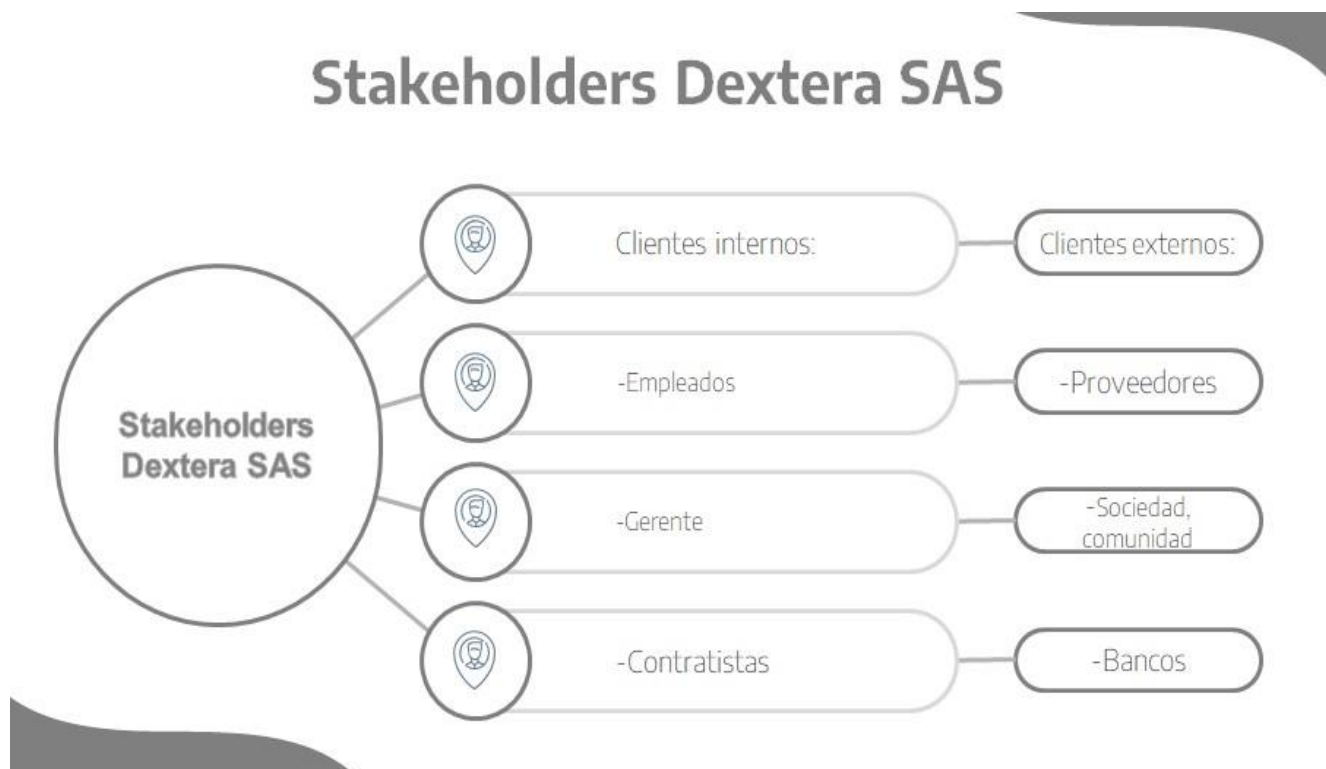 Stakeholders Dextera SAS
Stakeholders
Dextera SAS
Clientes internos:
Clientes externos:
-Empleados
-Proveedores
-Gerente
-Sociedad,
comunidad
-Contratistas
-Bancos